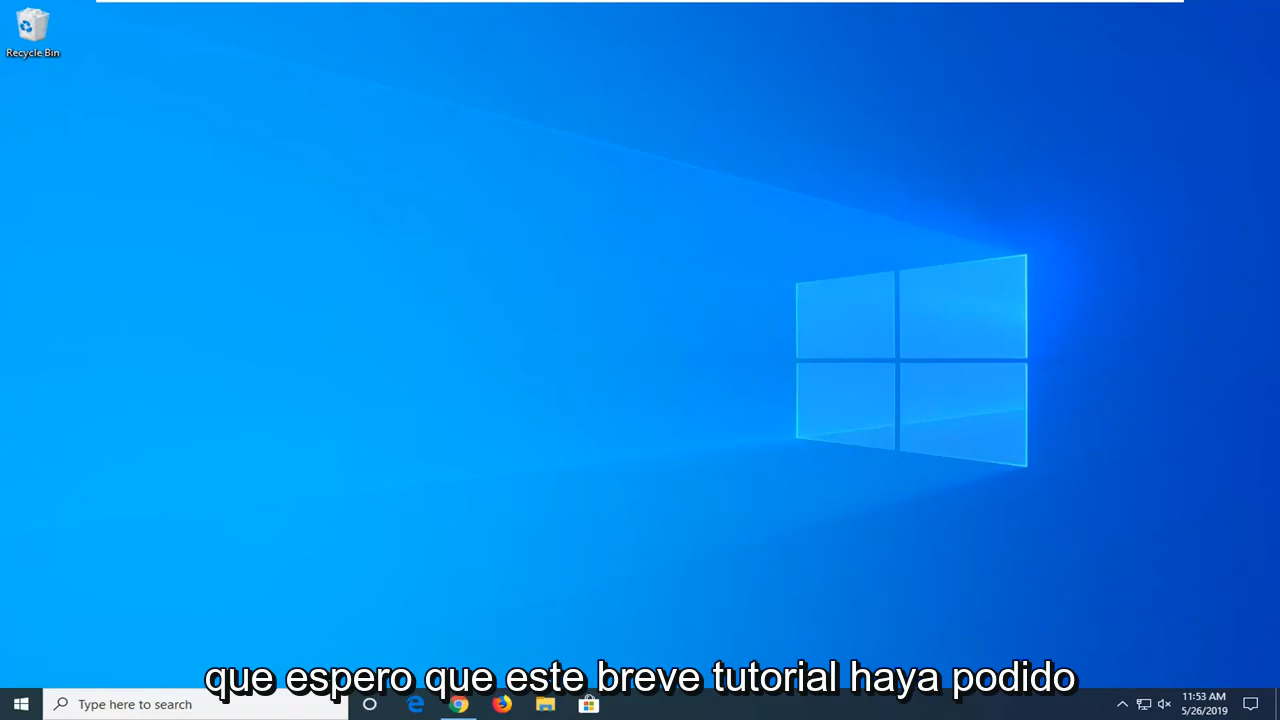 Recycle Bin
que espero que este breve tutorial haya podido
Type here to search
11:53 AM
5/26/2019